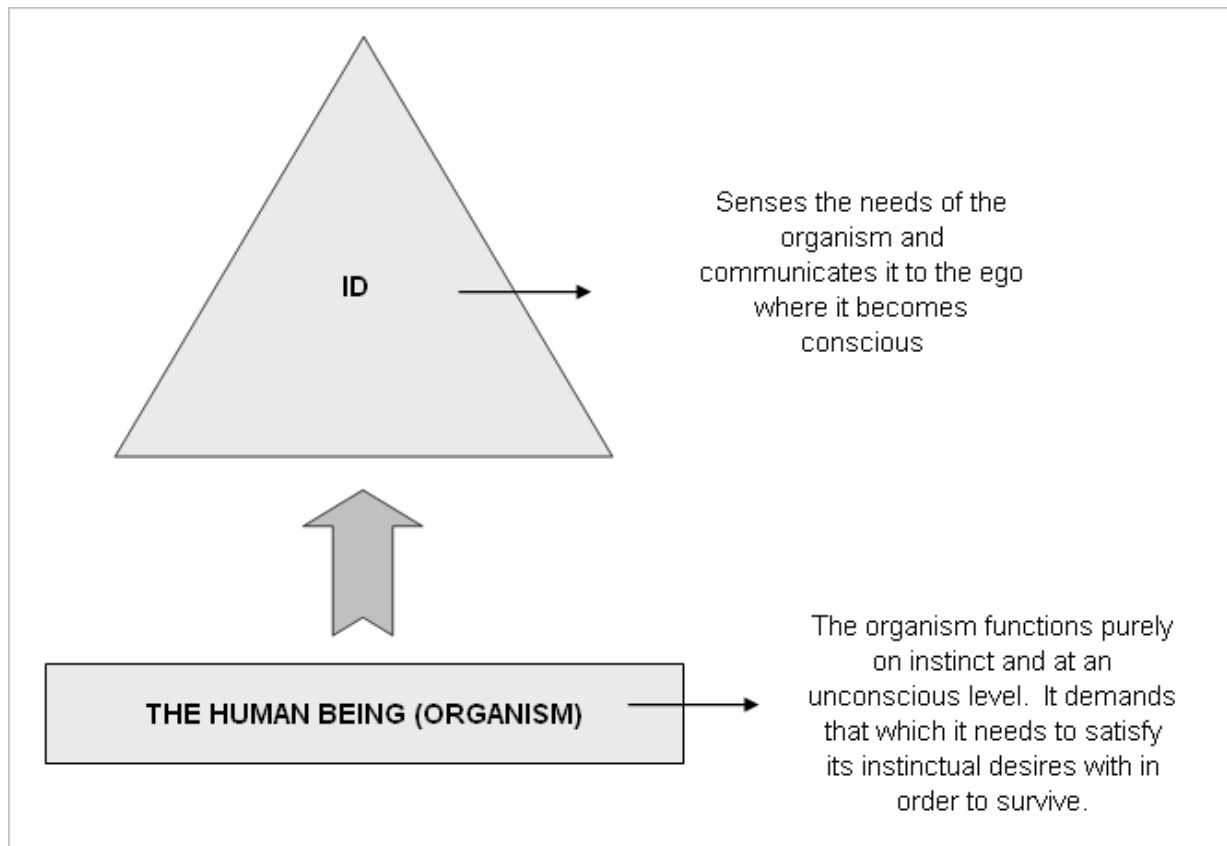 ID
Senses the needs of the
organism and
communicates it to the ego
where it becomes
conscious
THE HUMAN BEING (ORGANISM)
The organism functions purely
on instinct and at an
unconscious level.  It demands
that which it needs to satisfy
its instinctual desires with in
order to survive.